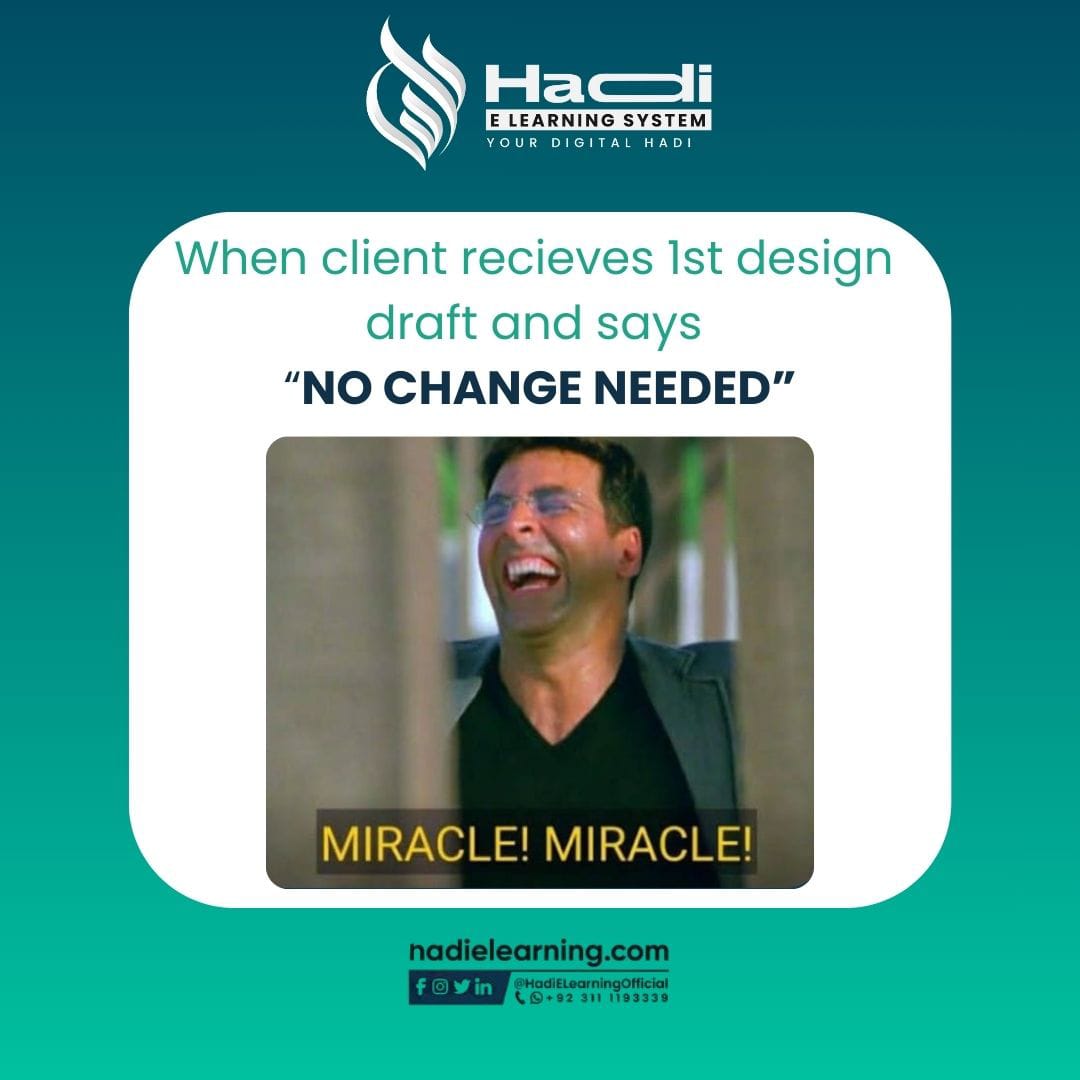 Hadi
E LEARNING SYSTEM
YOUR DIGITAL HADI
When client recieves 1st design
draft and says
“NO CHANGE NEEDED”
MIRACLE! MIRACLE!
nadielearning.com
@HadiELearningOfficial
+92 311 1193339